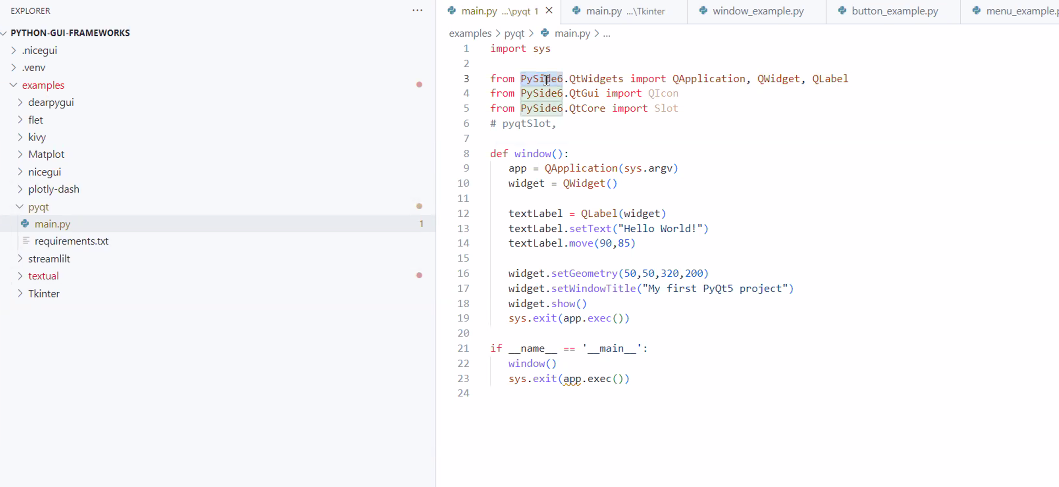 EXPLORER
PYTHON-GUI-FRAMEWORKS
.nicegui
.venv
examples
dearpygui
flet
kivy
Matplot
nicegui
plotly-dash
pyqt
main.py 1
requirements.txt
streamlilt
textual
Tkinter
main.py ...\pyqt 1 main.py ...\Tkinter window_example.py button_example.py menu_example.p
examples > pyqt > main.py > ...
1 import sys
2
3 from PySide6.QtWidgets import QApplication, QWidget, QLabel
4 from PySide6.QtGui import QIcon
5 from PySide6.QtCore import Slot
6 # pyqtSlot,
7
8 def window():
9 app = QApplication(sys.argv)
10 widget = QWidget()
11
12 textLabel = QLabel(widget)
13 textLabel.setText("Hello World!")
14 textLabel.move(90,85)
15
16 widget.setGeometry(50,50,320,200)
17 widget.setWindowTitle("My first PyQt5 project")
18 widget.show()
19 sys.exit(app.exec())
20
21 if __name__ == '__main__':
22 window()
23 sys.exit(app.exec())
24